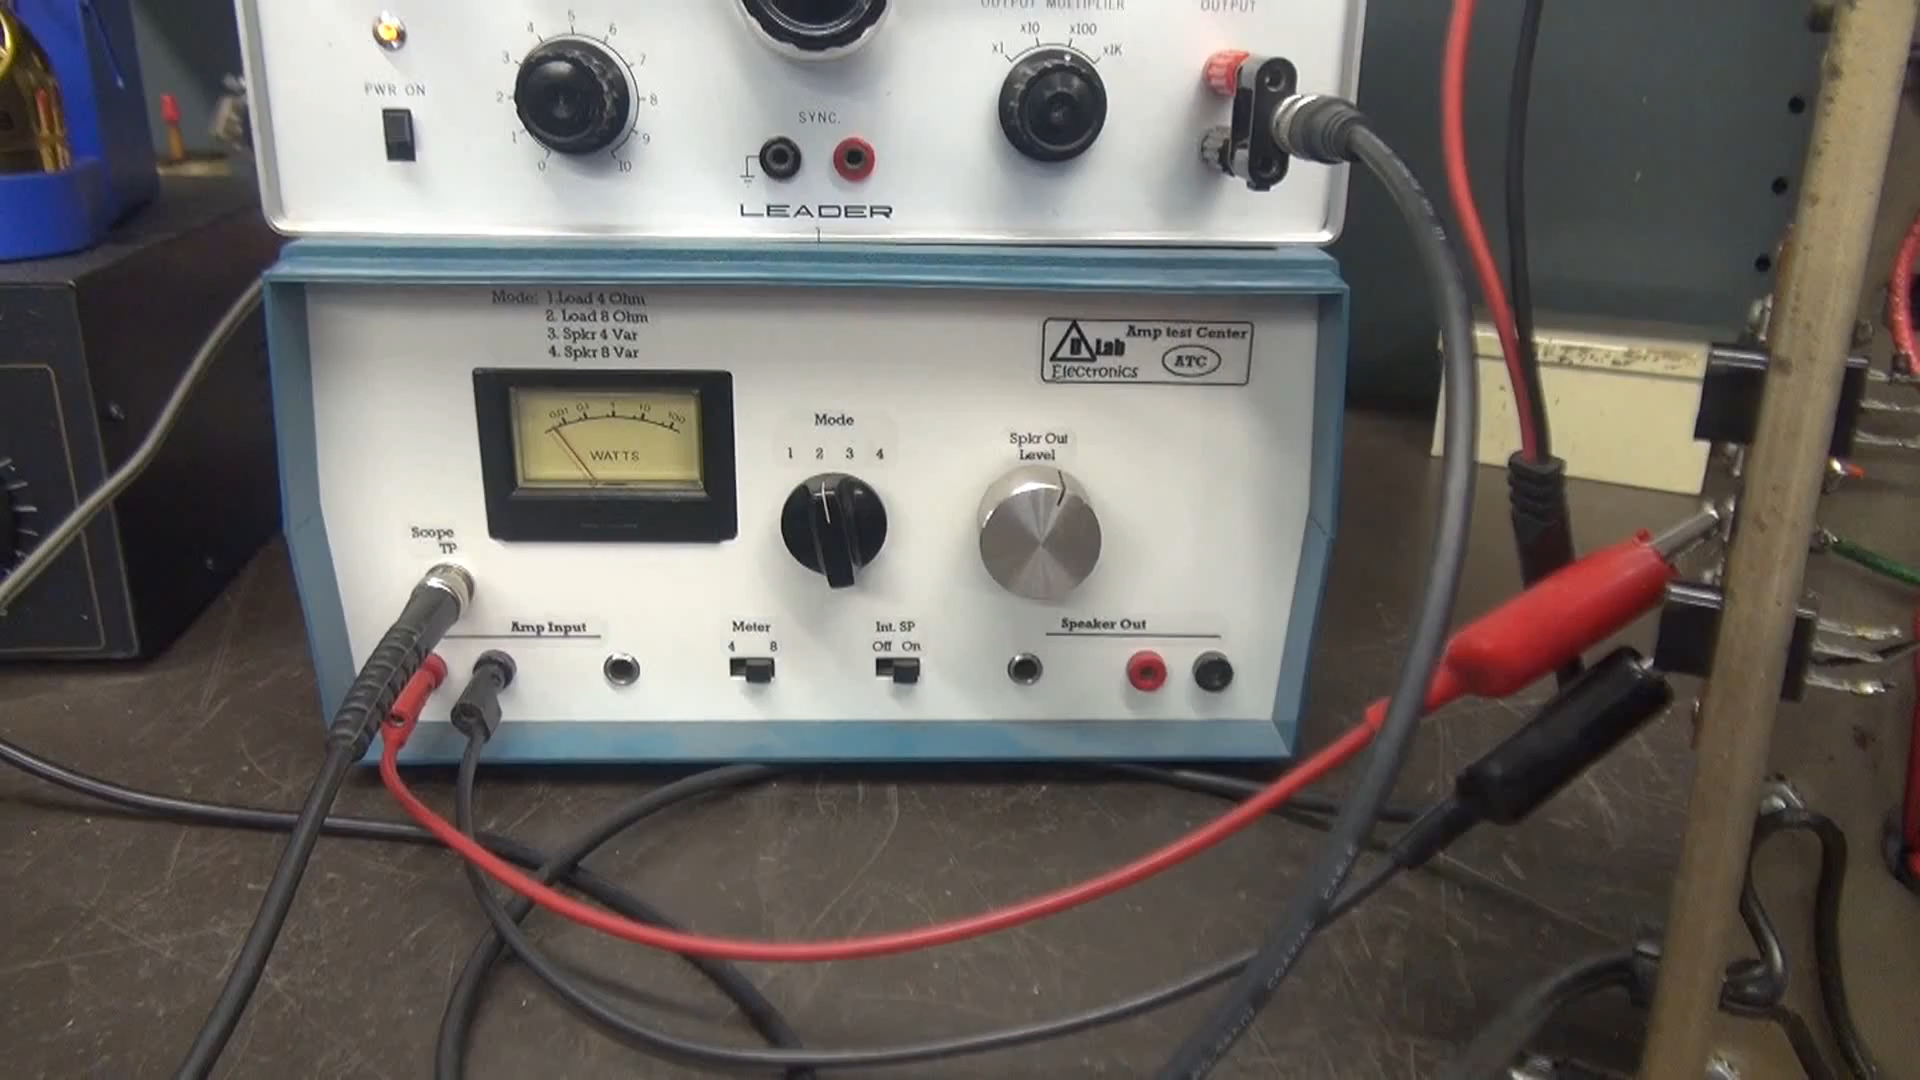 OUTPUT MULTIPLIER
OUTPUT
PWR ON
0 1 2 3 4 5 6 7 8 9 10
x1 x10 x100 x1K
SYNC.
LEADER
Mode: 1.Load 4 Ohm
2. Load 8 Ohm
3. Spkr 4 Var
4. Spkr 8 Var
D Lab
Electronics
Amp test Center
ATC
0.01 0.1 1 10 100
WATTS
Mode
1 2 3 4
Spkr Out
Level
Scope
TP
Amp Input
Meter
4 8
Int. SP
Off On
Speaker Out